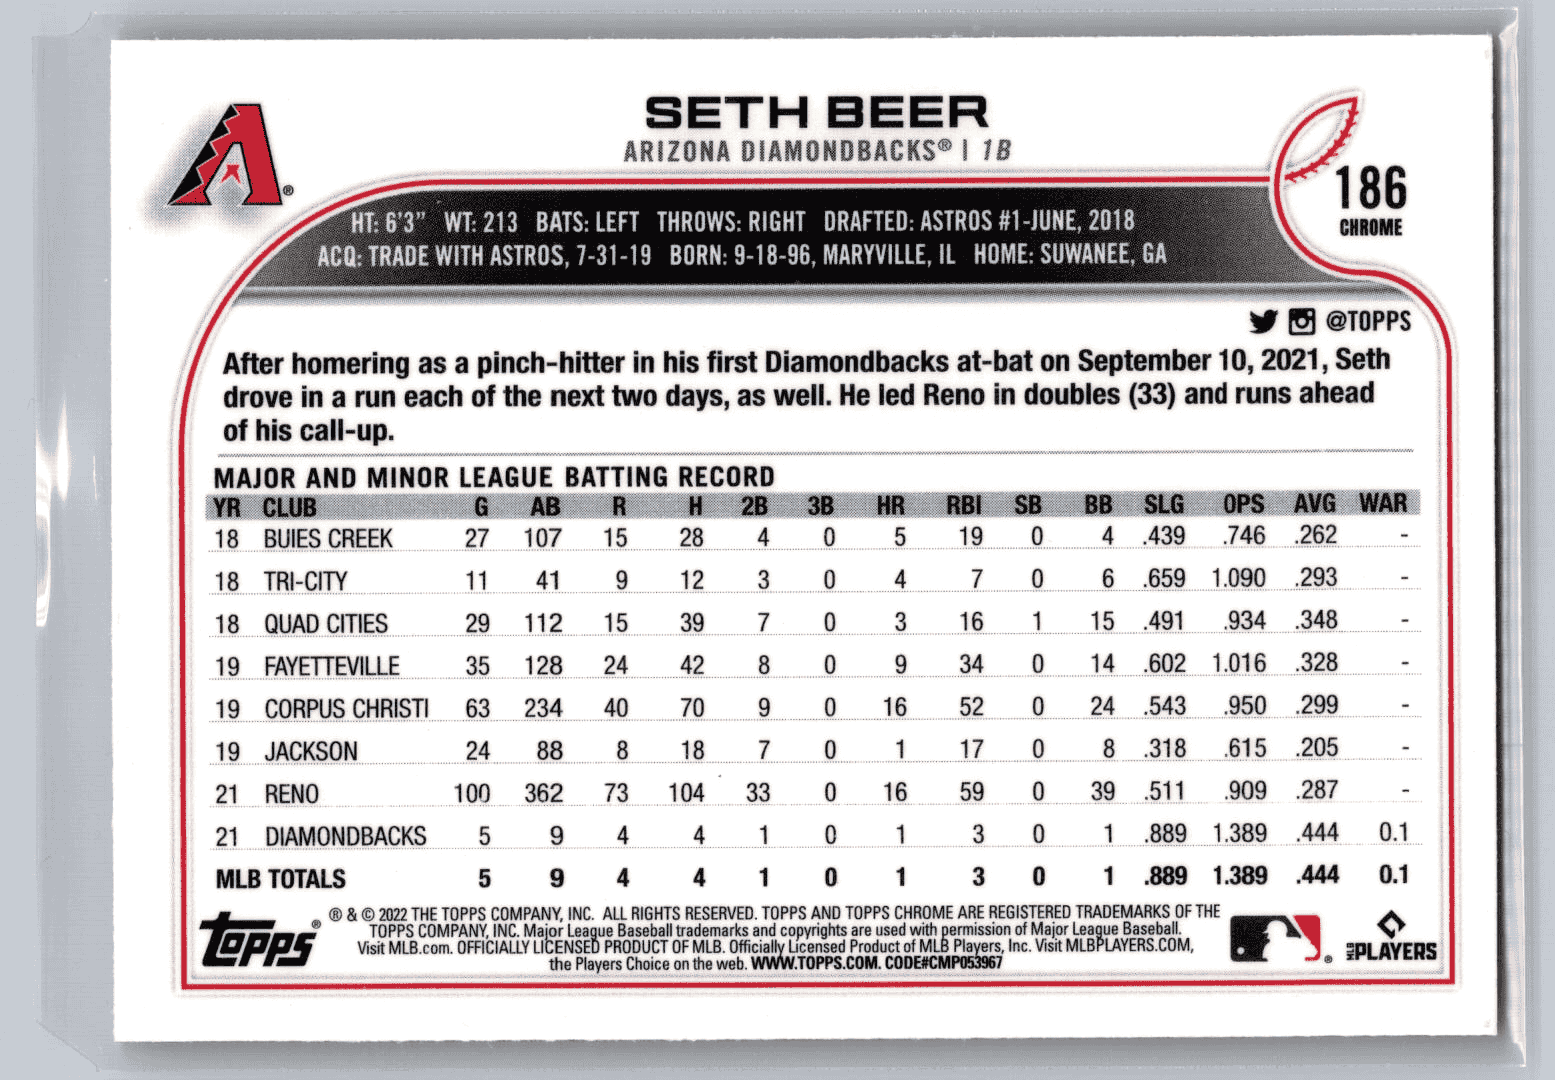 SETH BEER
ARIZONA DIAMONDBACKS® | 1B
®
186
CHROME
HT: 6'3" WT: 213 BATS: LEFT THROWS: RIGHT DRAFTED: ASTROS #1-JUNE, 2018
ACQ: TRADE WITH ASTROS, 7-31-19 BORN: 9-18-96, MARYVILLE, IL HOME: SUWANEE, GA
@TOPPS
After homering as a pinch-hitter in his first Diamondbacks at-bat on September 10, 2021, Seth
drove in a run each of the next two days, as well. He led Reno in doubles (33) and runs ahead
of his call-up.
MAJOR AND MINOR LEAGUE BATTING RECORD
YR CLUB G AB R H 2B 3B HR RBI SB BB SLG OPS AVG WAR
18 BUIES CREEK 27 107 15 28 4 0 5 19 0 4 .439 .746 .262 -
18 TRI-CITY 11 41 9 12 3 0 4 7 0 6 .659 1.090 .293 -
18 QUAD CITIES 29 112 15 39 7 0 3 16 1 15 .491 .934 .348 -
19 FAYETTEVILLE 35 128 24 42 8 0 9 34 0 14 .602 1.016 .328 -
19 CORPUS CHRISTI 63 234 40 70 9 0 16 52 0 24 .543 .950 .299 -
19 JACKSON 24 88 8 18 7 0 1 17 0 8 .318 .615 .205 -
21 RENO 100 362 73 104 33 0 16 59 0 39 .511 .909 .287 -
21 DIAMONDBACKS 5 9 4 4 1 0 1 3 0 1 .889 1.389 .444 0.1
MLB TOTALS 5 9 4 4 1 0 1 3 0 1 .889 1.389 .444 0.1
® & © 2022 THE TOPPS COMPANY, INC. ALL RIGHTS RESERVED. TOPPS AND TOPPS CHROME ARE REGISTERED TRADEMARKS OF THE
TOPPS COMPANY, INC. Major League Baseball trademarks and copyrights are used with permission of Major League Baseball.
Visit MLB.com. OFFICIALLY LICENSED PRODUCT OF MLB. Officially Licensed Product of MLB Players, Inc. Visit MLBPLAYERS.COM,
the Players Choice on the web. WWW.TOPPS.COM. CODE#CMP053967
Topps®
®
MLB PLAYERS